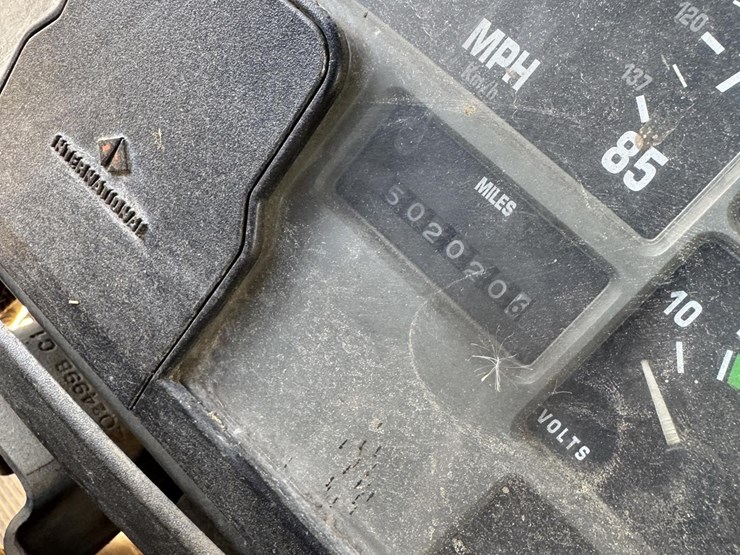 INTERNATIONAL
MPH
Km/h
120
137
85
MILES
5020206
10
VOLTS